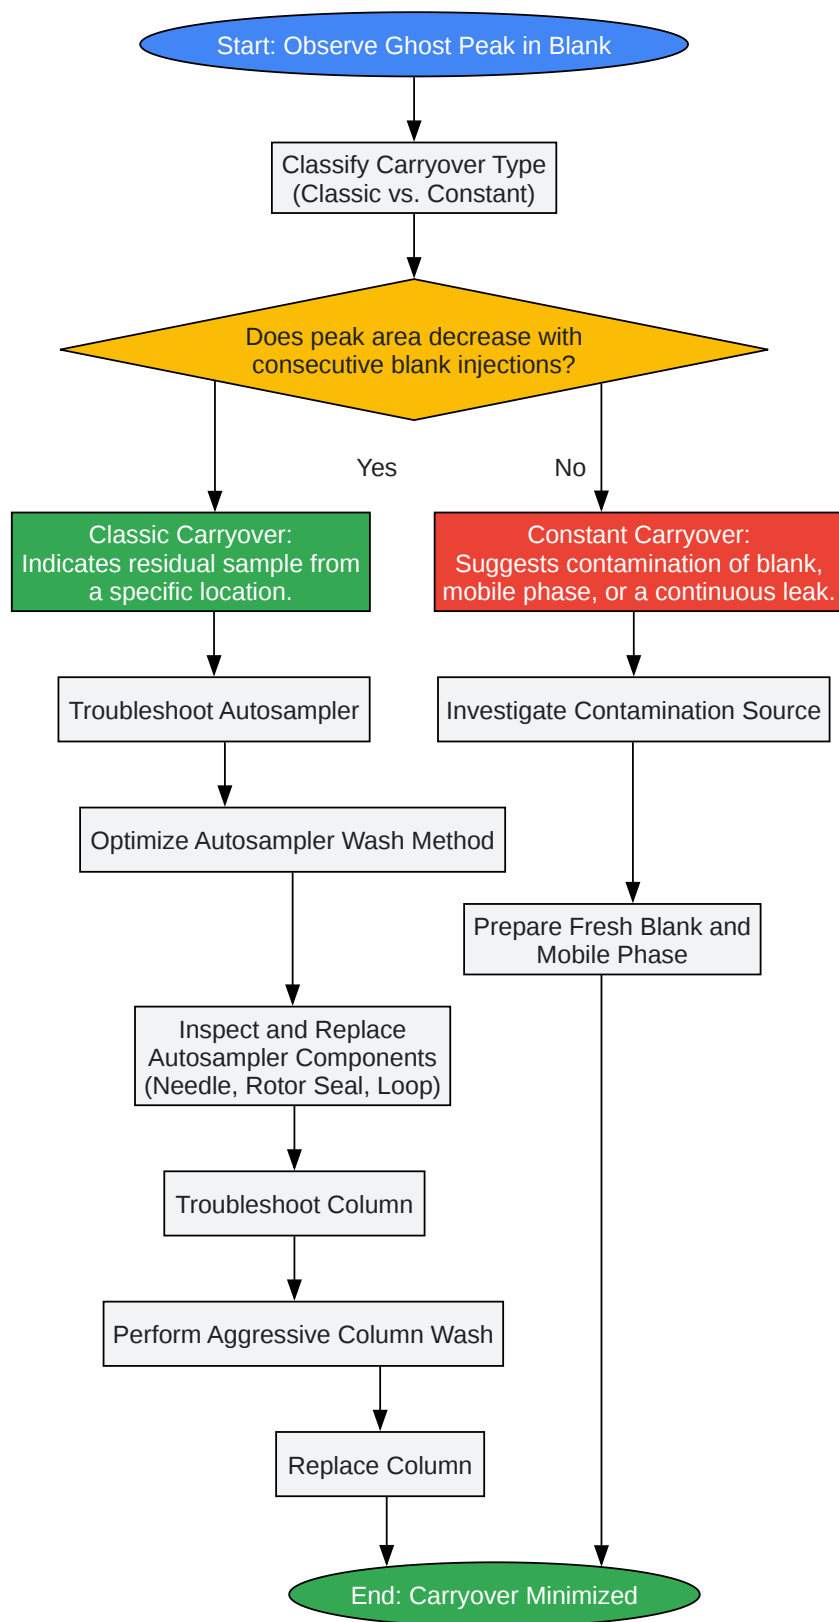 Start: Observe Ghost Peak in Blank
Classify Carryover Type
(Classic vs. Constant)
Does peak area decrease with
consecutive blank injections?
Yes
No
Classic Carryover:
Indicates residual sample from
a specific location.
Constant Carryover:
Suggests contamination of blank,
mobile phase, or a continuous leak.
Troubleshoot Autosampler
Investigate Contamination Source
Optimize Autosampler Wash Method
Prepare Fresh Blank and
Mobile Phase
Inspect and Replace
Autosampler Components
(Needle, Rotor Seal, Loop)
Troubleshoot Column
Perform Aggressive Column Wash
Replace Column
End: Carryover Minimized